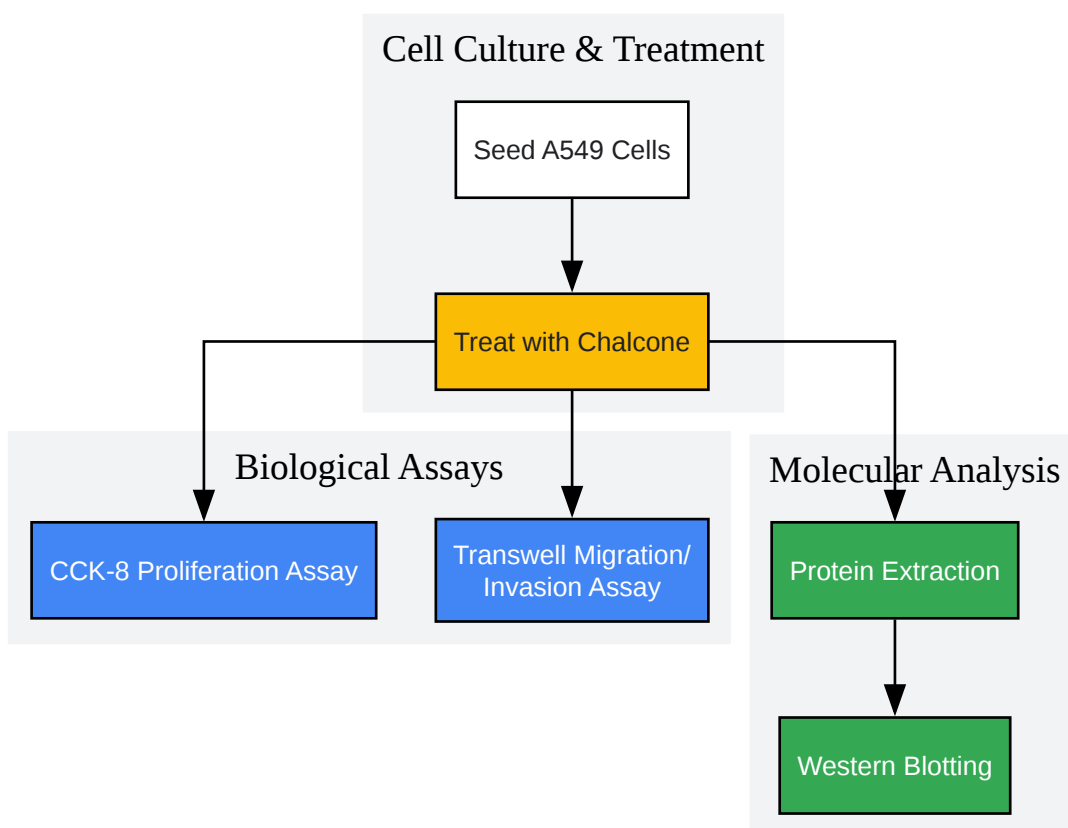 Cell Culture & Treatment
Seed A549 Cells
Treat with Chalcone
Biological Assays
CCK-8 Proliferation Assay
Transwell Migration/
Invasion Assay
Molecular Analysis
Protein Extraction
Western Blotting